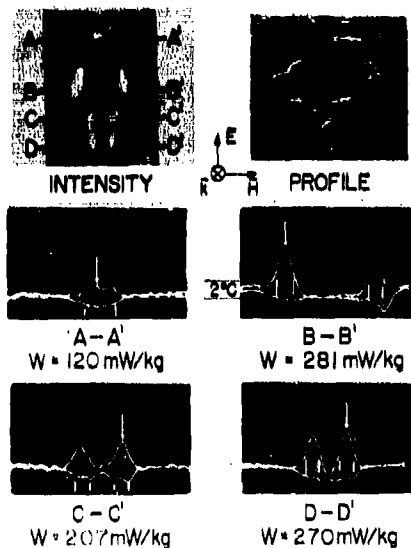 A A'
B B'
C C'
D D'
E
INTENSITY K H PROFILE
2°C
A-A' B-B'
W = 120 mW/kg W = 281 mW/kg
C-C' D-D'
W = 207 mW/kg W = 270 mW/kg